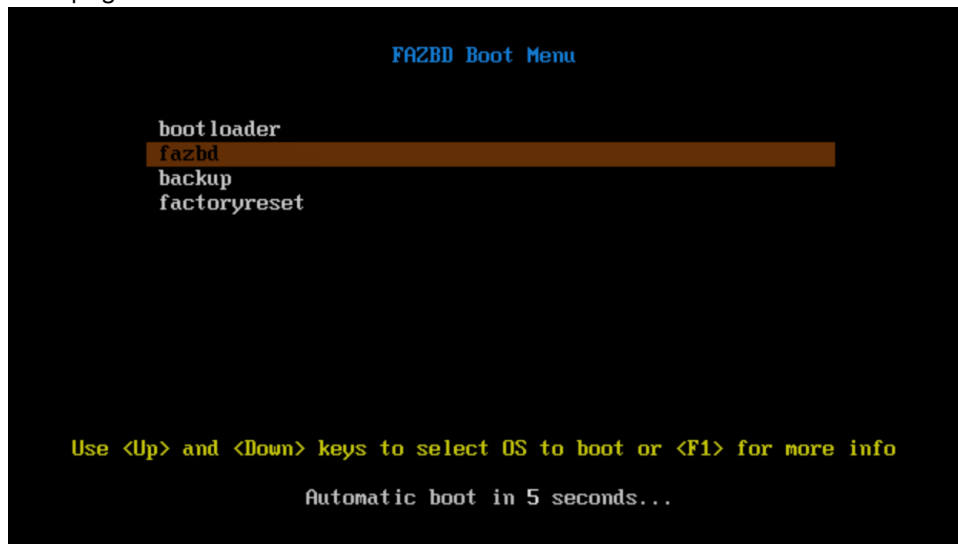 FAZBD Boot Menu
bootloader
fazbd
backup
factoryreset
Use <Up> and <Down> keys to select OS to boot or <F1> for more info
Automatic boot in 5 seconds...